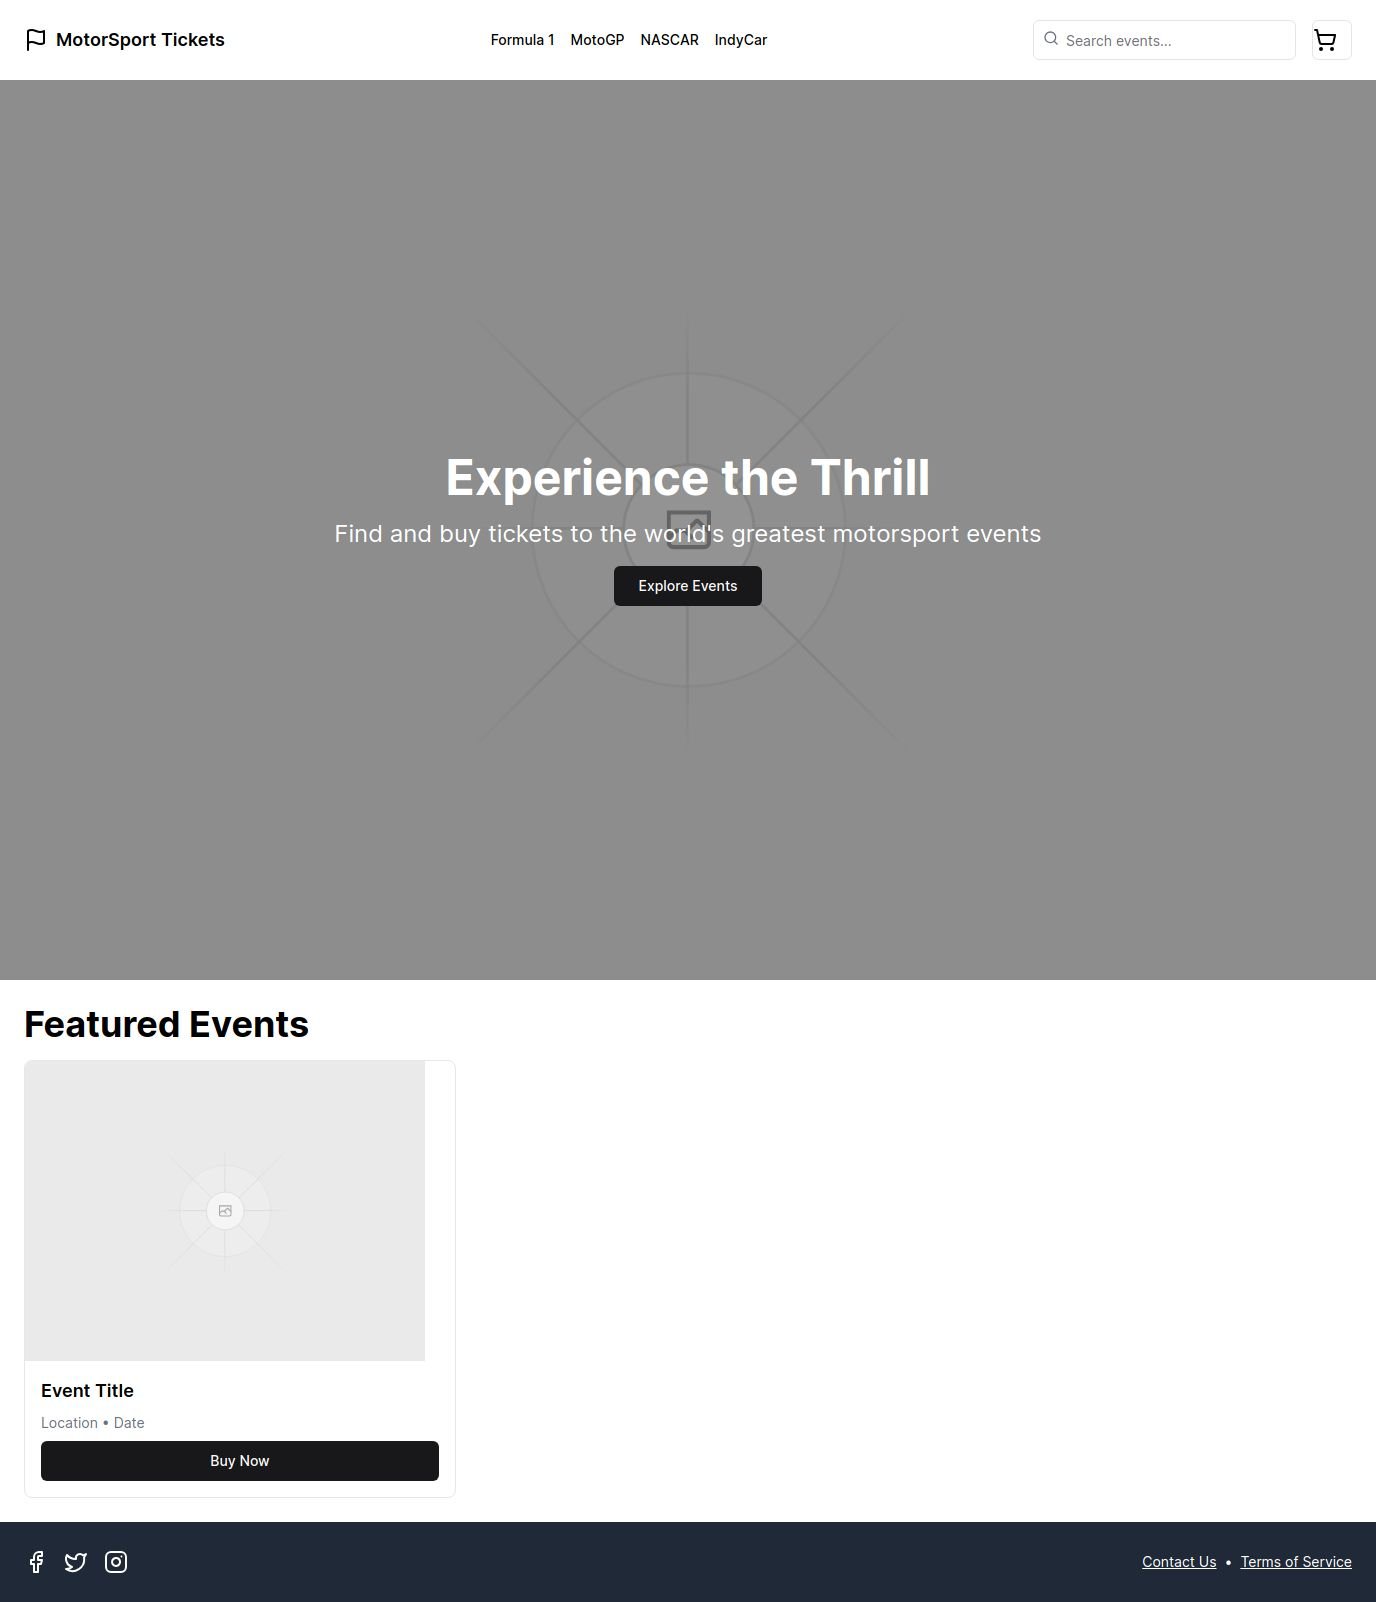 MotorSport Tickets
Formula 1 MotoGP NASCAR IndyCar
Search events...
Experience the Thrill
Find and buy tickets to the world's greatest motorsport events
Explore Events
Featured Events
Event Title
Location • Date
Buy Now
Contact Us • Terms of Service